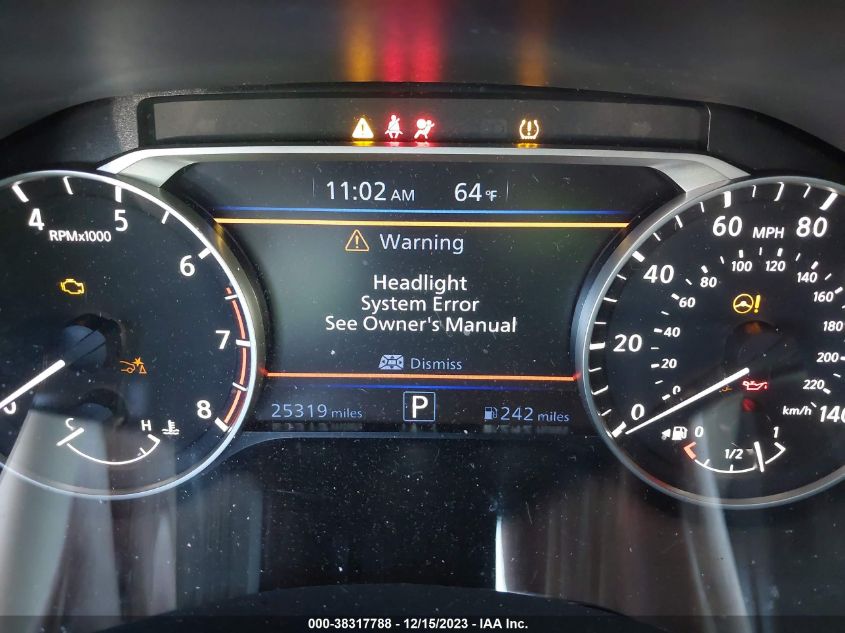 11:02 AM 64°F
4 5 6 7 8
RPMx1000
Warning
Headlight
System Error
See Owner's Manual
Dismiss
25319 miles P 242 miles
C H
0 20 40 60 80 140
MPH
0 20 40 60 80 100 120 140 160 180 200 220
km/h
0 1/2 1
000-38317788 - 12/15/2023 - IAA Inc.